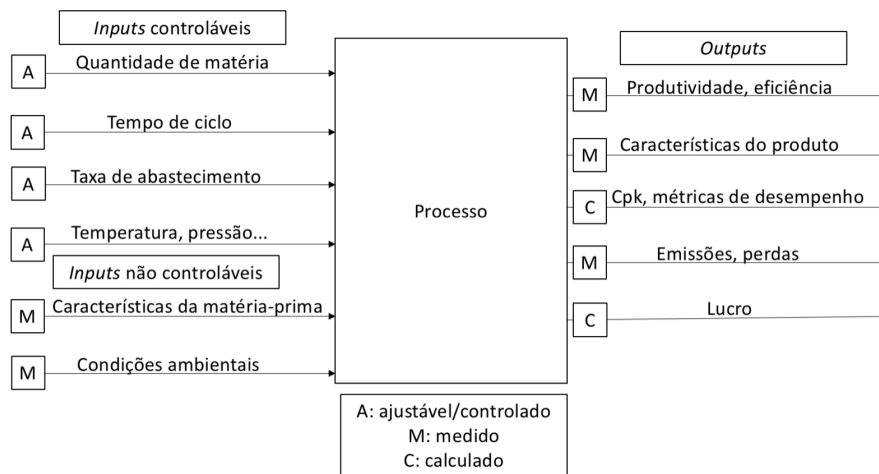 Inputs controláveis
A
Quantidade de matéria
A
Tempo de ciclo
A
Taxa de abastecimento
A
Temperatura, pressão...
Inputs não controláveis
M
Características da matéria-prima
M
Condições ambientais
Processo
Outputs
M
Produtividade, eficiência
M
Características do produto
C
Cpk, métricas de desempenho
M
Emissões, perdas
C
Lucro
A: ajustável/controlado
M: medido
C: calculado